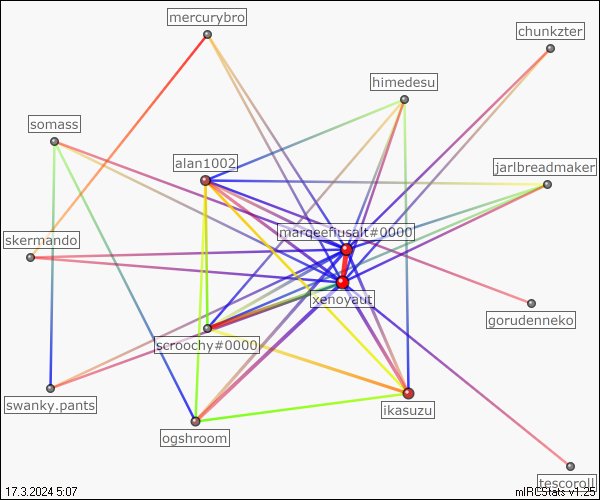 mercurybro
chunkzter
himedesu
somass
alan1002
jarlbreadmaker
marqeeflusalt#0000
skermando
xenoyaut
gorudenneko
scroochy#0000
swanky.pants
ikasuzu
ogshroom
tescoroll
17.3.2024 5:07
mIRCStats v1.25